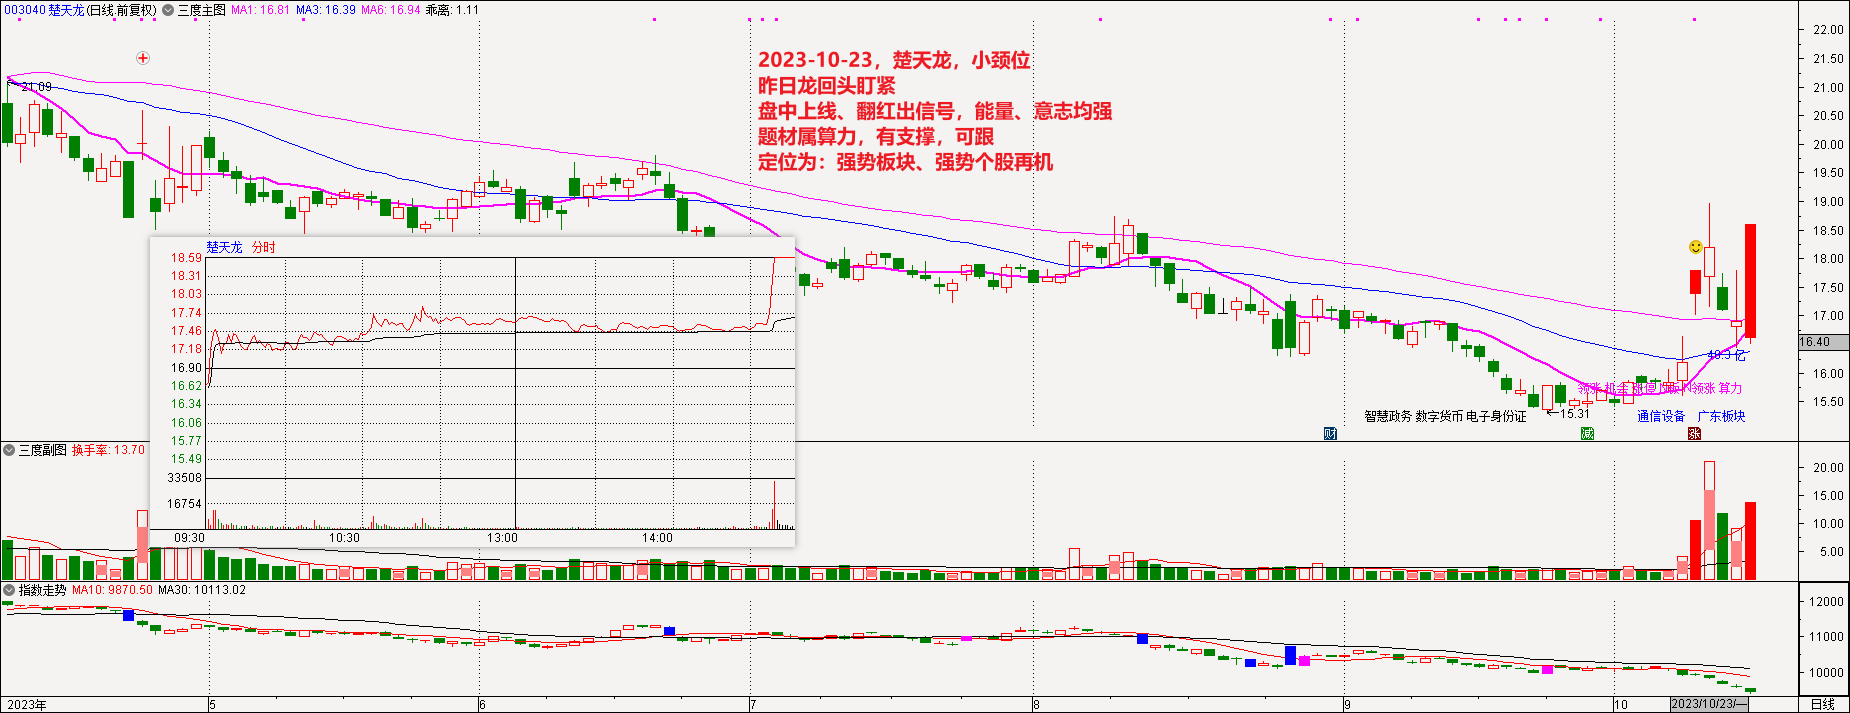 003040 楚天龙(日线.前复权) 三度主图 MA1: 16.81 MA3: 16.39 MA6: 16.94 乖离: 1.11
2023-10-23，楚天龙，小颈位
昨日龙回头盯紧
盘中上线、翻红出信号，能量、意志均强
题材属算力，有支撑，可跟
定位为：强势板块、强势个股再机
21.09
22.00
21.50
21.00
20.50
20.00
19.50
19.00
18.50
18.00
17.50
17.00
16.40
16.00
15.50
楚天龙 分时
18.59
18.31
18.03
17.74
17.46
17.18
16.90
16.62
16.34
16.06
15.77
15.49
33508
16754
09:30 10:30 13:00 14:00
智慧政务 数字货币 电子身份证
15.31
通信设备 广东板块
财
减
涨
三度副图 换手率: 13.70
20.00
15.00
10.00
5.00
指数走势 MA10: 9870.50 MA30: 10113.02
12000
11000
10000
2023年 5 6 7 8 9 10 2023/10/23/一 日线